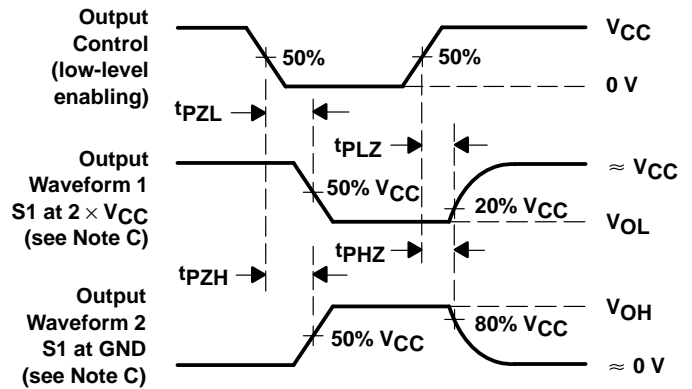 Output
Control
(low-level
enabling)
50%
50%
VCC
0 V
tPZL
tPLZ
Output
Waveform 1
S1 at 2 × VCC
(see Note C)
50% VCC
20% VCC
≈ VCC
VOL
tPZH
tPHZ
Output
Waveform 2
S1 at GND
(see Note C)
50% VCC
80% VCC
VOH
≈ 0 V